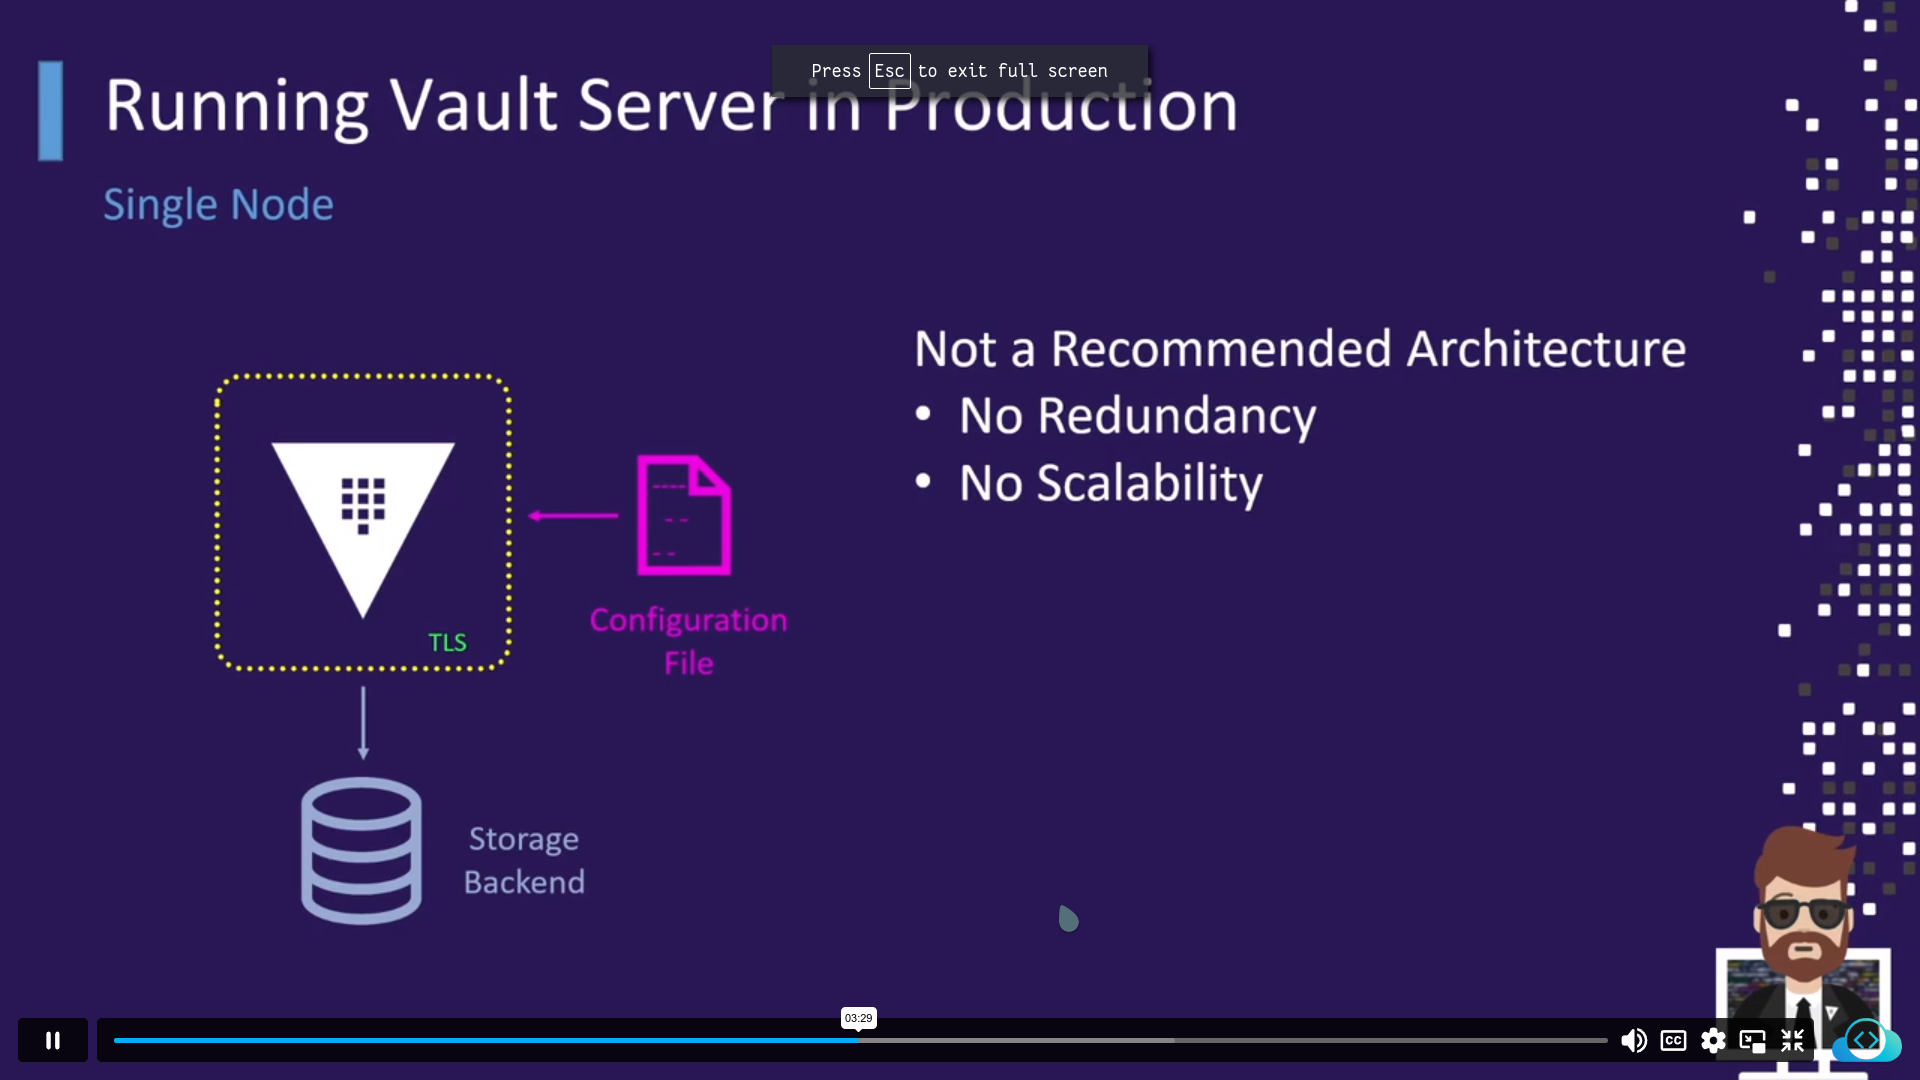 Press Esc to exit full screen
Running Vault Server in Production
Single Node
Not a Recommended Architecture
• No Redundancy
• No Scalability
TLS
Configuration
File
Storage
Backend
03:29
CC